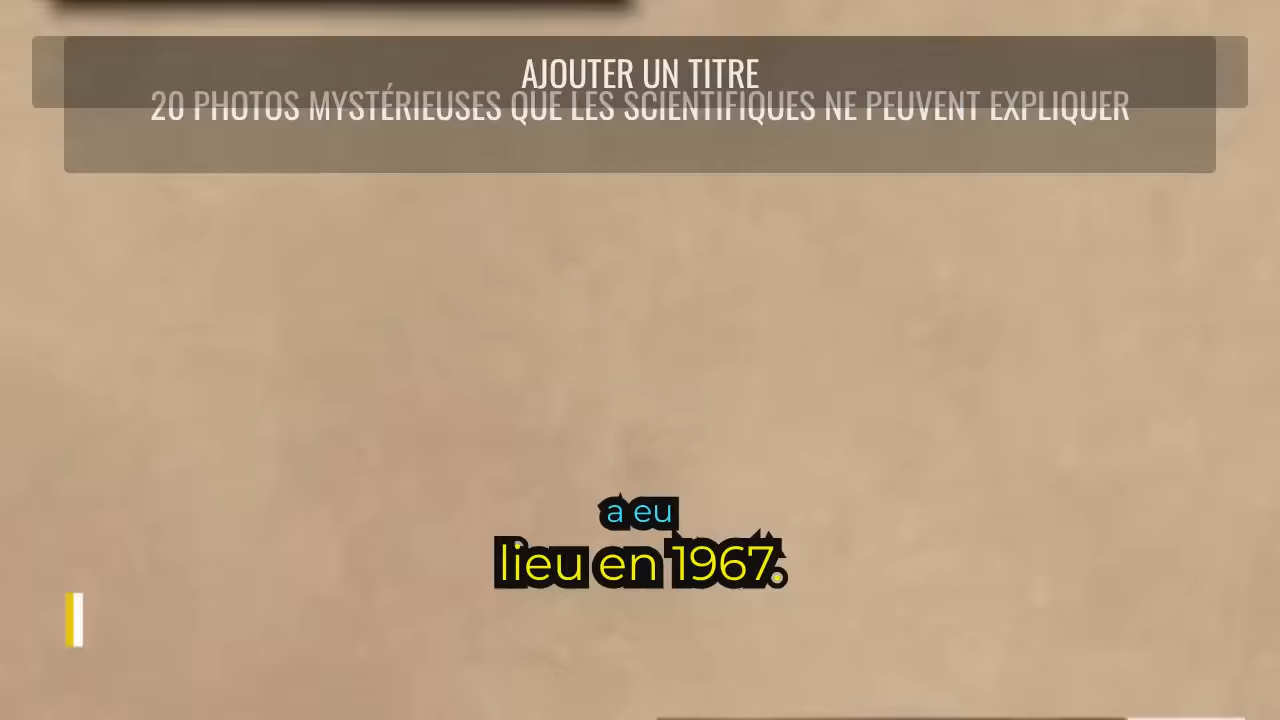 AJOUTER UN TITRE
20 PHOTOS MYSTÉRIEUSES QUE LES SCIENTIFIQUES NE PEUVENT EXPLIQUER
a eu
lieu en 1967.